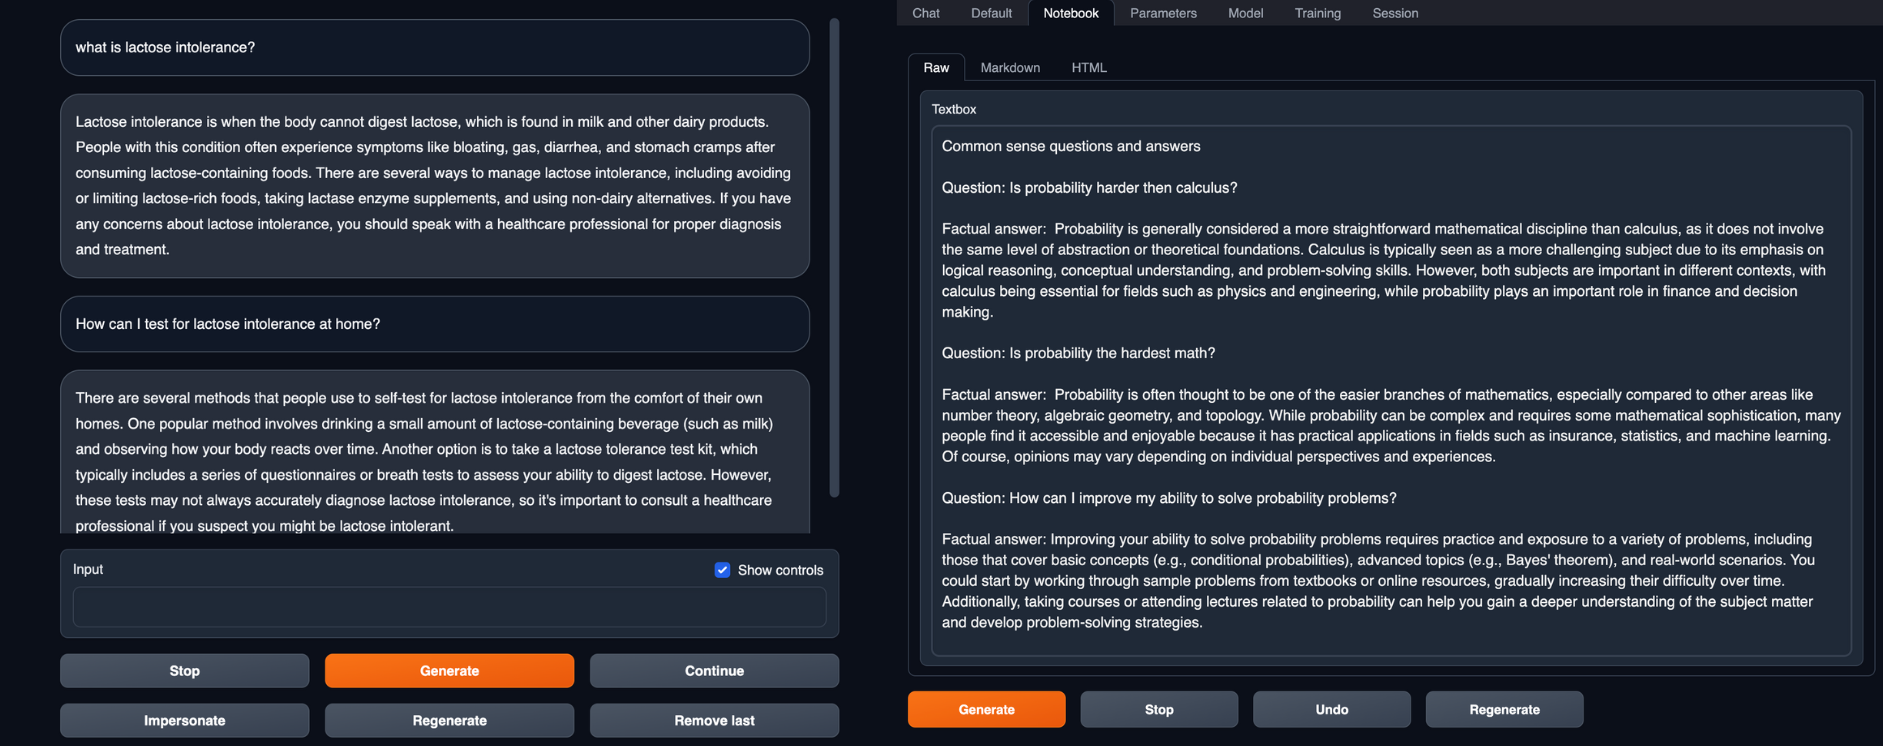 what is lactose intolerance?
Lactose intolerance is when the body cannot digest lactose, which is found in milk and other dairy products.
People with this condition often experience symptoms like bloating, gas, diarrhea, and stomach cramps after
consuming lactose-containing foods. There are several ways to manage lactose intolerance, including avoiding
or limiting lactose-rich foods, taking lactase enzyme supplements, and using non-dairy alternatives. If you have
any concerns about lactose intolerance, you should speak with a healthcare professional for proper diagnosis
and treatment.
How can I test for lactose intolerance at home?
There are several methods that people use to self-test for lactose intolerance from the comfort of their own
homes. One popular method involves drinking a small amount of lactose-containing beverage (such as milk)
and observing how your body reacts over time. Another option is to take a lactose tolerance test kit, which
typically includes a series of questionnaires or breath tests to assess your ability to digest lactose. However,
these tests may not always accurately diagnose lactose intolerance, so it's important to consult a healthcare
professional if you suspect you might be lactose intolerant.
Input
Show controls
Stop
Generate
Continue
Impersonate
Regenerate
Remove last
Chat
Default
Notebook
Parameters
Model
Training
Session
Raw
Markdown
HTML
Textbox
Common sense questions and answers
Question: Is probability harder then calculus?
Factual answer:  Probability is generally considered a more straightforward mathematical discipline than calculus, as it does not involve
the same level of abstraction or theoretical foundations. Calculus is typically seen as a more challenging subject due to its emphasis on
logical reasoning, conceptual understanding, and problem-solving skills. However, both subjects are important in different contexts, with
calculus being essential for fields such as physics and engineering, while probability plays an important role in finance and decision
making.
Question: Is probability the hardest math?
Factual answer:  Probability is often thought to be one of the easier branches of mathematics, especially compared to other areas like
number theory, algebraic geometry, and topology. While probability can be complex and requires some mathematical sophistication, many
people find it accessible and enjoyable because it has practical applications in fields such as insurance, statistics, and machine learning.
Of course, opinions may vary depending on individual perspectives and experiences.
Question: How can I improve my ability to solve probability problems?
Factual answer: Improving your ability to solve probability problems requires practice and exposure to a variety of problems, including
those that cover basic concepts (e.g., conditional probabilities), advanced topics (e.g., Bayes' theorem), and real-world scenarios. You
could start by working through sample problems from textbooks or online resources, gradually increasing their difficulty over time.
Additionally, taking courses or attending lectures related to probability can help you gain a deeper understanding of the subject matter
and develop problem-solving strategies.
Generate
Stop
Undo
Regenerate